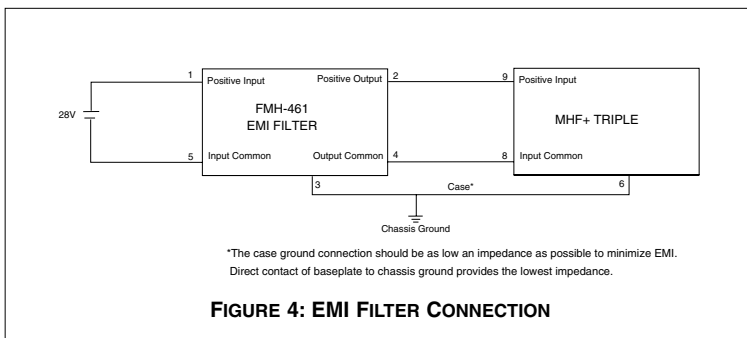 1
Positive Input
Positive Output
2
9
Positive Input
28V
FMH-461
EMI FILTER
MHF+ TRIPLE
5
Input Common
Output Common
4
8
Input Common
3
Case*
6
Chassis Ground
*The case ground connection should be as low an impedance as possible to minimize EMI.
Direct contact of baseplate to chassis ground provides the lowest impedance.
FIGURE 4: EMI FILTER CONNECTION